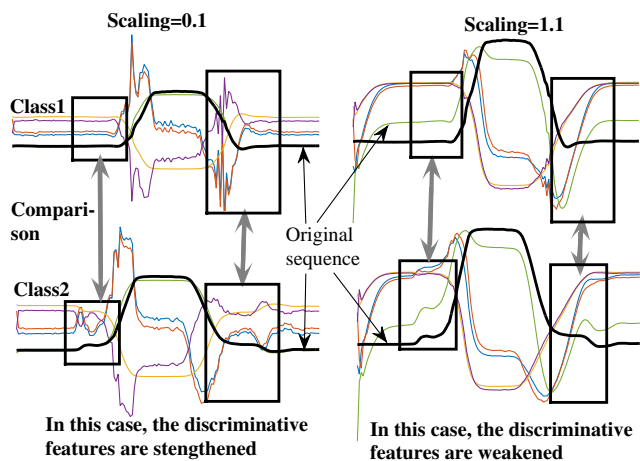 Scaling=0.1
Scaling=1.1
Class1
Compari-
son
Original
sequence
Class2
In this case, the discriminative
features are stengthened
In this case, the discriminative
features are weakened